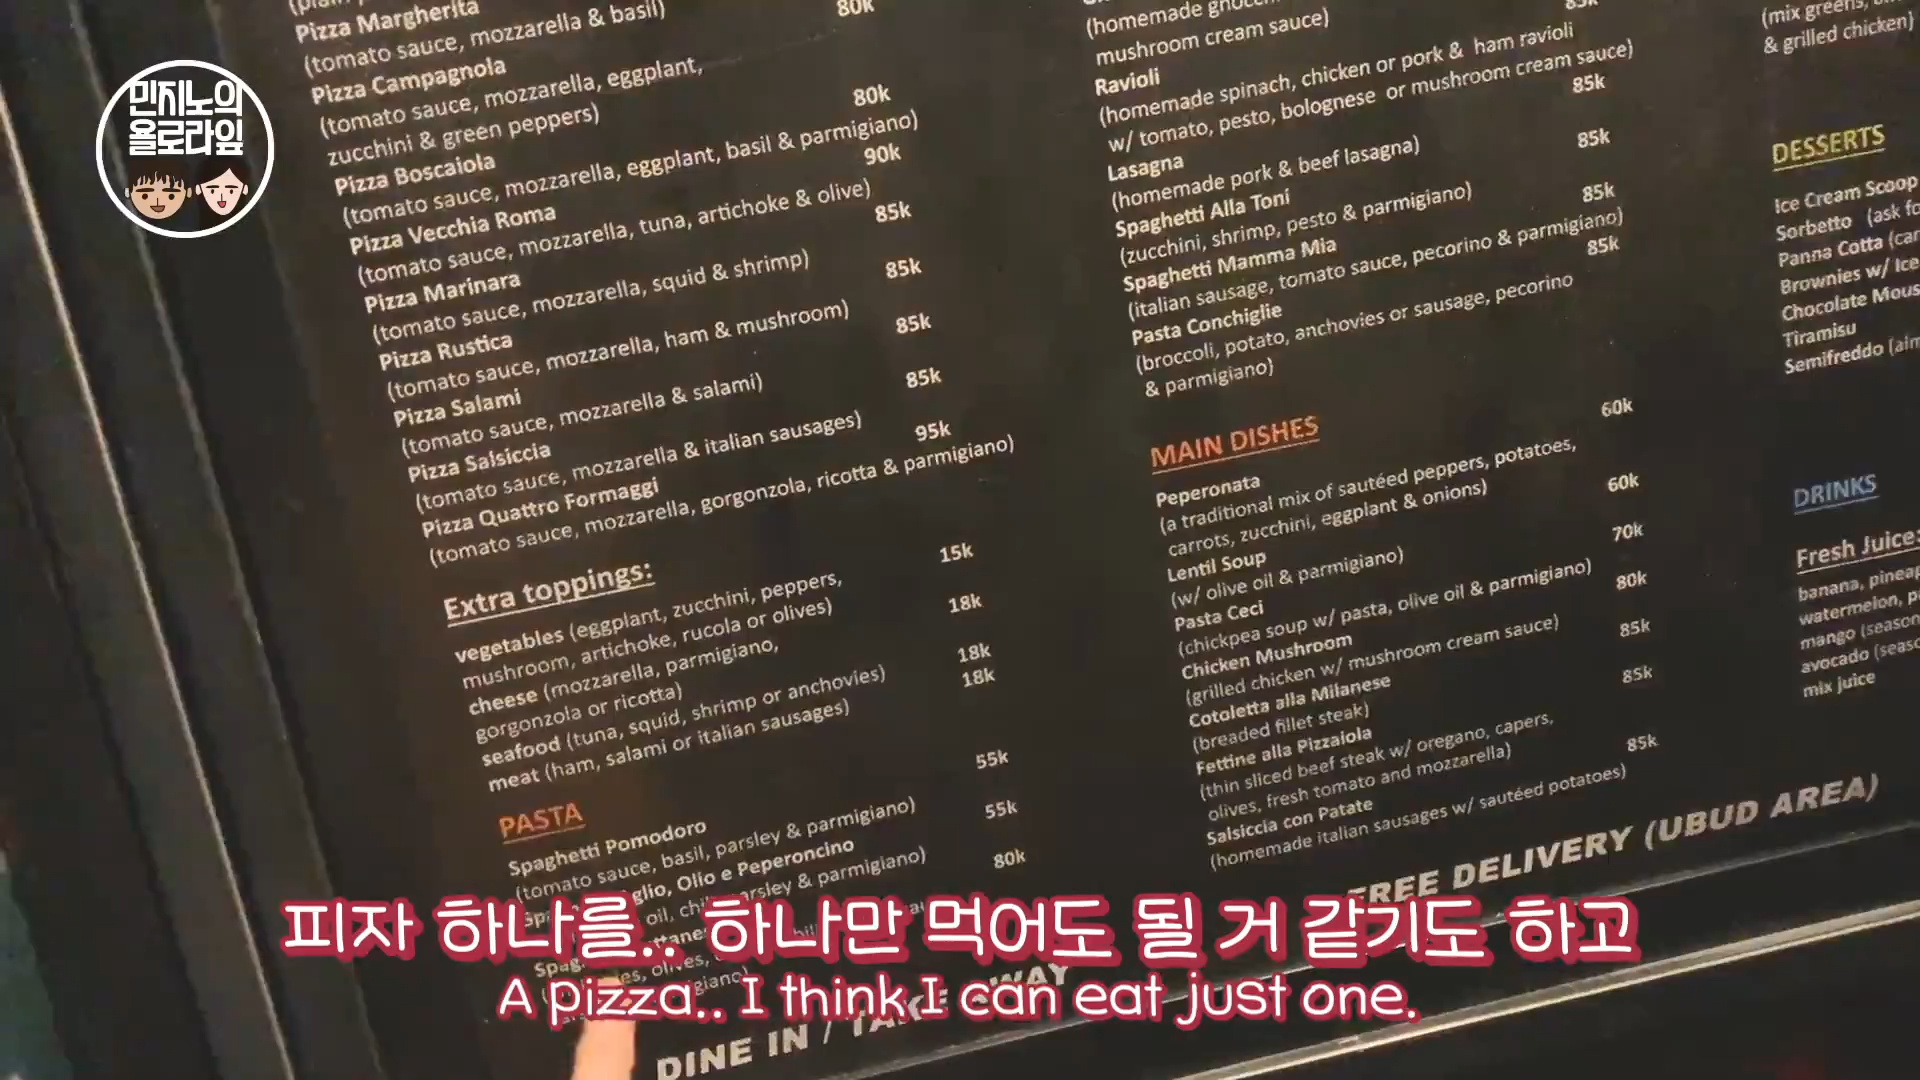 민지노의
욜로라잎
Pizza Margherita
80k
(tomato sauce, mozzarella & basil)
Pizza Campagnola
(tomato sauce, mozzarella, eggplant,
zucchini & green peppers)
80k
Pizza Boscaiola
(tomato sauce, mozzarella, eggplant, basil & parmigiano)
90k
Pizza Vecchia Roma
(tomato sauce, mozzarella, tuna, artichoke & olive)
85k
Pizza Marinara
(tomato sauce, mozzarella, squid & shrimp)
85k
Pizza Rustica
(tomato sauce, mozzarella, ham & mushroom)
85k
Pizza Salami
(tomato sauce, mozzarella & salami)
85k
Pizza Salsiccia
(tomato sauce, mozzarella & italian sausages)
95k
Pizza Quattro Formaggi
(tomato sauce, mozzarella, gorgonzola, ricotta & parmigiano)
Extra toppings:
15k
vegetables (eggplant, zucchini, peppers,
mushroom, artichoke, rucola or olives)
18k
cheese (mozzarella, parmigiano,
gorgonzola or ricotta)
18k
seafood (tuna, squid, shrimp or anchovies)
18k
meat (ham, salami or italian sausages)
PASTA
55k
Spaghetti Pomodoro
(tomato sauce, basil, parsley & parmigiano)
55k
Olio e Peperoncino
parsley & parmigiano)
80k
olives,
(homemade
mushroom cream sauce)
85k
Ravioli
(homemade spinach, chicken or pork & ham ravioli
w/ tomato, pesto, bolognese or mushroom cream sauce)
85k
Lasagna
(homemade pork & beef lasagna)
85k
Spaghetti Alla Toni
(zucchini, shrimp, pesto & parmigiano)
85k
Spaghetti Mamma Mia
(italian sausage, tomato sauce, pecorino & parmigiano)
85k
Pasta Conchiglie
(broccoli, potato, anchovies or sausage, pecorino
& parmigiano)
MAIN DISHES
60k
Peperonata
(a traditional mix of sautéed peppers, potatoes,
carrots, zucchini, eggplant & onions)
60k
Lentil Soup
(w/ olive oil & parmigiano)
70k
Pasta Ceci
(chickpea soup w/ pasta, olive oil & parmigiano)
80k
Chicken Mushroom
(grilled chicken w/ mushroom cream sauce)
85k
Cotoletta alla Milanese
(breaded fillet steak)
85k
Fettine alla Pizzaiola
(thin sliced beef steak w/ oregano, capers,
olives, fresh tomato and mozzarella)
85k
Salsiccia con Patate
(homemade italian sausages w/ sautéed potatoes)
(mix greens,
& grilled chicken)
DESSERTS
Ice Cream Scoop
Sorbetto (ask
Panna Cotta
Brownies w/ Ice
Chocolate
Tiramisu
Semifreddo
DRINKS
Fresh Juice:
banana,
watermelon,
mango
avocado
mix juice
DINE IN / TAKE AWAY
FREE DELIVERY (UBUD AREA)
피자 하나를.. 하나만 먹어도 될 거 같기도 하고
A pizza.. I think I can eat just one.